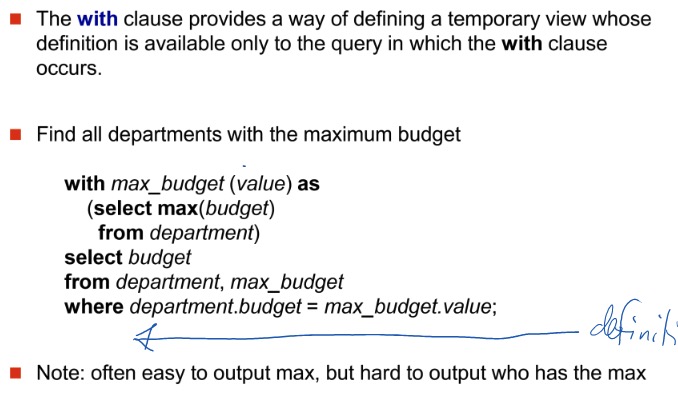 The with clause provides a way of defining a temporary view whose
definition is available only to the query in which the with clause
occurs.
Find all departments with the maximum budget
with max_budget (value) as
(select max(budget)
from department)
select budget
from department, max_budget
where department.budget = max_budget.value;
Note: often easy to output max, but hard to output who has the max